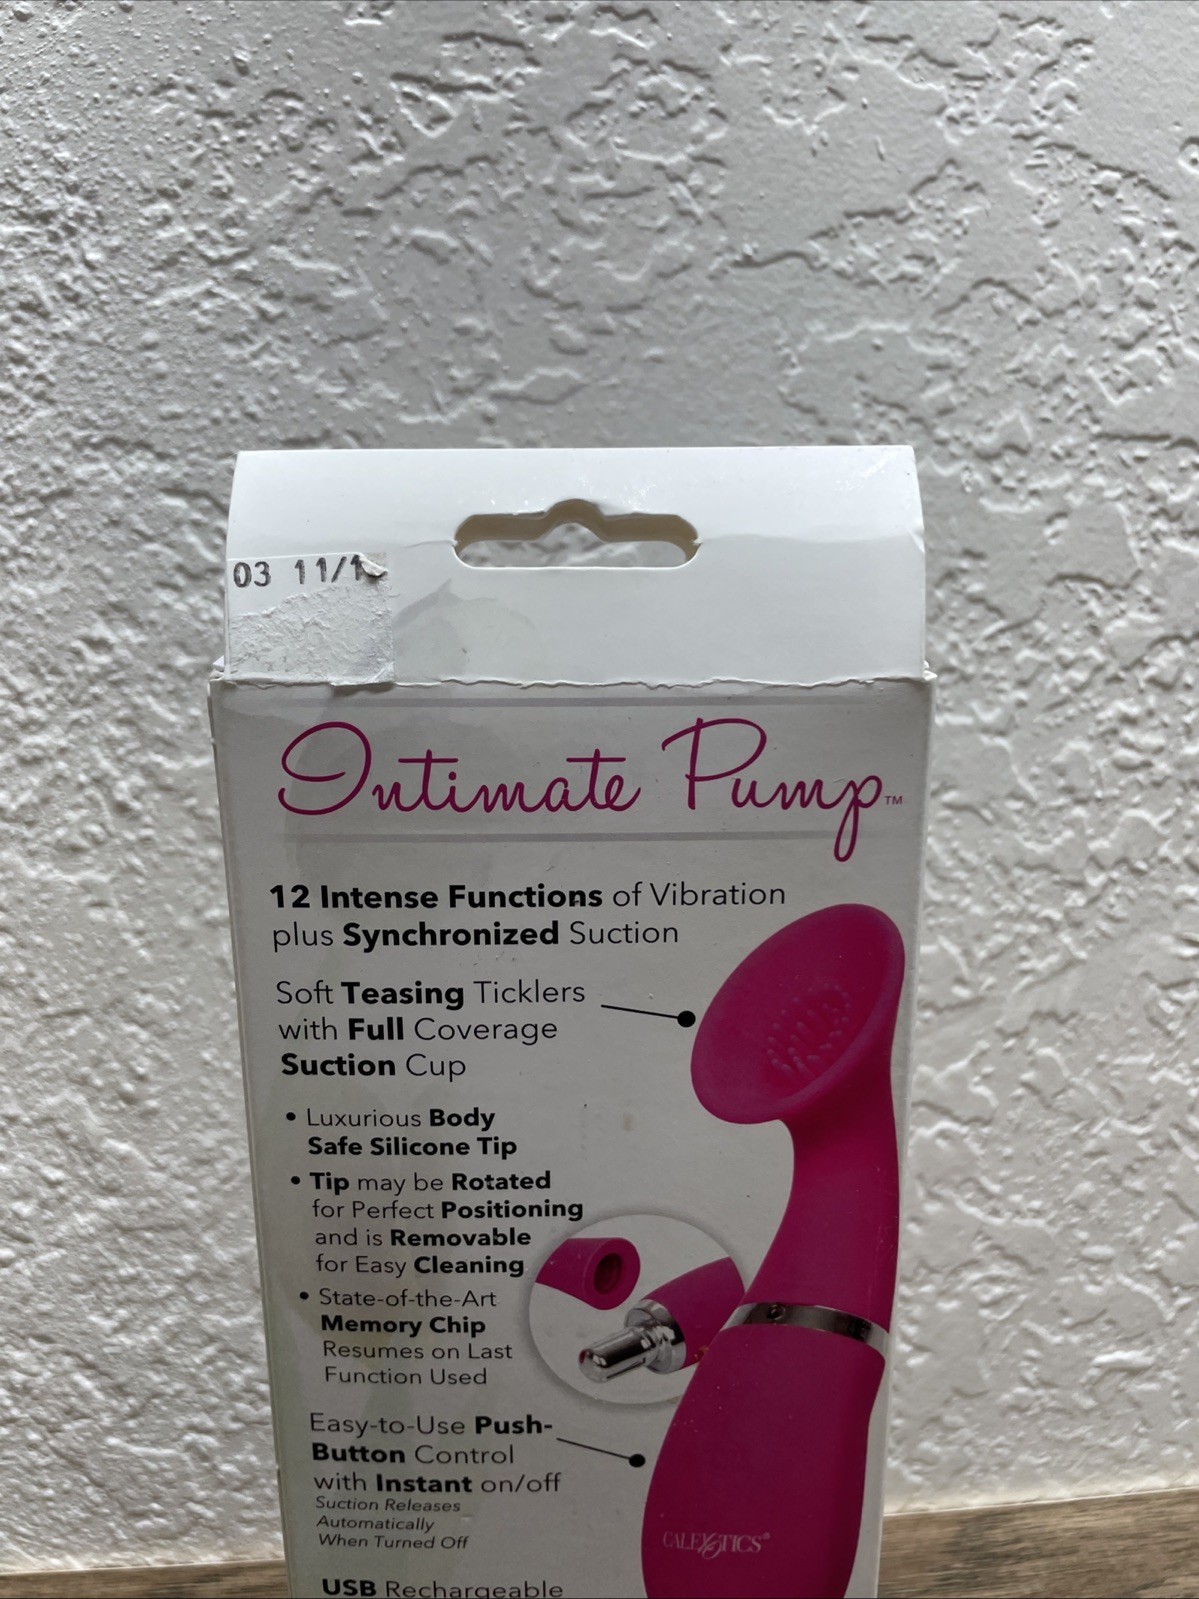 03 11/1
Intimate Pump™
12 Intense Functions of Vibration
plus Synchronized Suction
Soft Teasing Ticklers
with Full Coverage
Suction Cup
• Luxurious Body
Safe Silicone Tip
• Tip may be Rotated
for Perfect Positioning
and is Removable
for Easy Cleaning
• State-of-the-Art
Memory Chip
Resumes on Last
Function Used
Easy-to-Use Push-
Button Control
with Instant on/off
Suction Releases
Automatically
When Turned Off
CALEXOTICS®
USB Rechargeable